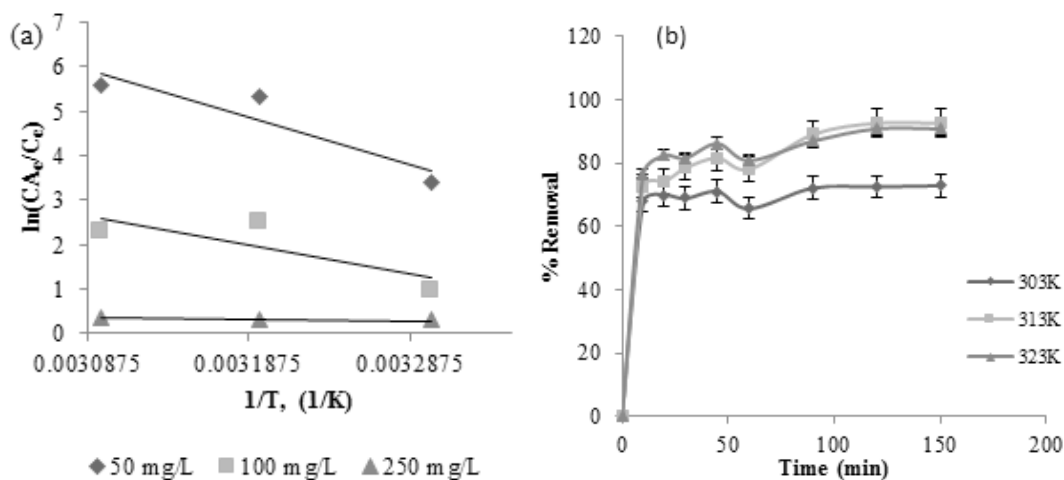 (a)
ln(CAe/Ce)
7
6
5
4
3
2
1
0
0.0030875 0.0031875 0.0032875
1/T, (1/K)
50 mg/L 100 mg/L 250 mg/L
(b)
% Removal
120
100
80
60
40
20
0
0 50 100 150 200
Time (min)
303K
313K
323K